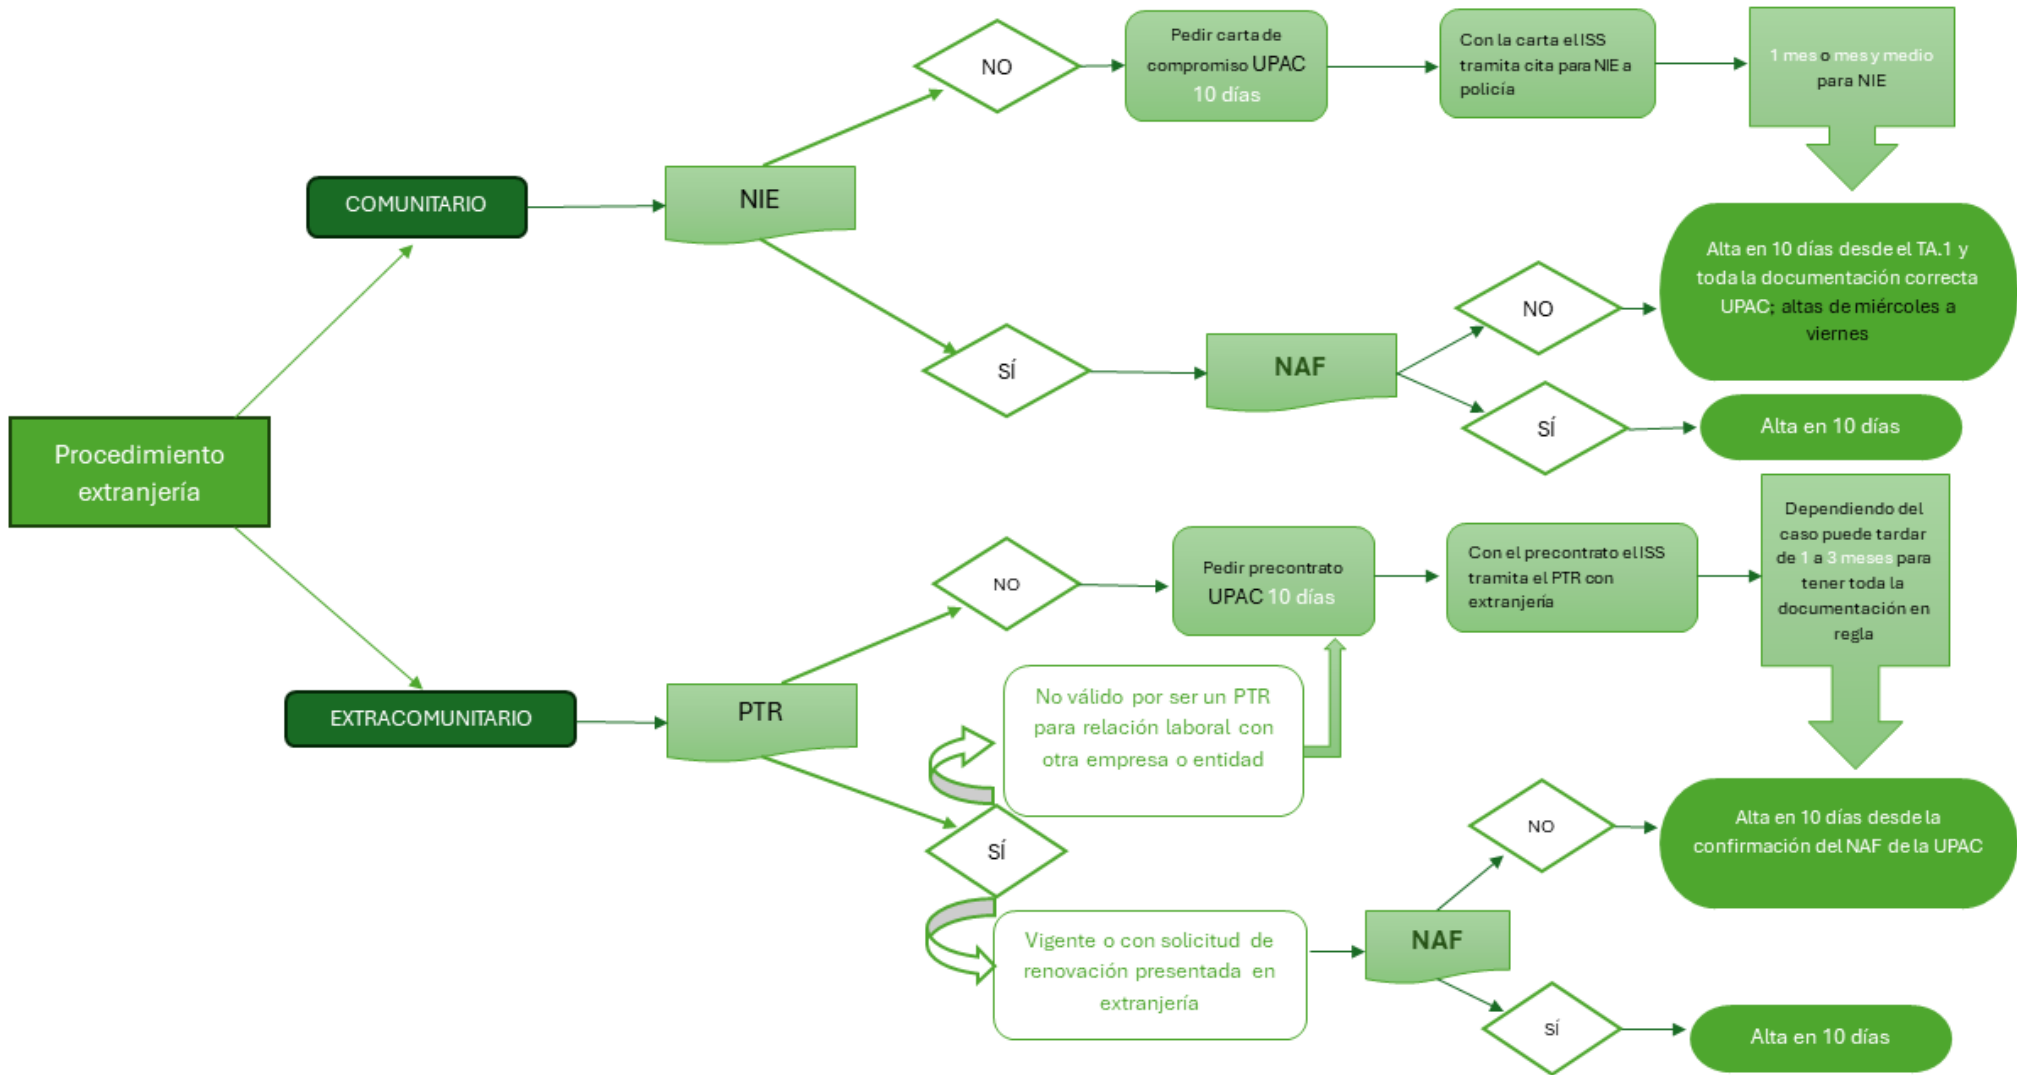 NO
Pedir carta de
compromiso UPAC
10 días
Con la carta el ISS
tramita cita para NIE a
policía
1 mes o mes y medio
para NIE
COMUNITARIO
NIE
Alta en 10 días desde el TA.1 y
toda la documentación correcta
UPAC; altas de miércoles a
viernes
NO
SÍ
NAF
SÍ
Alta en 10 días
Procedimiento
extranjería
Dependiendo del
caso puede tardar
de 1 a 3 meses para
tener toda la
documentación en
regla
NO
Pedir precontrato
UPAC 10 días
Con el precontrato el ISS
tramita el PTR con
extranjería
EXTRACOMUNITARIO
PTR
No válido por ser un PTR
para relación laboral con
otra empresa o entidad
SÍ
NO
Alta en 10 días desde la
confirmación del NAF de la UPAC
Vigente o con solicitud de
renovación presentada en
extranjería
NAF
SÍ
Alta en 10 días